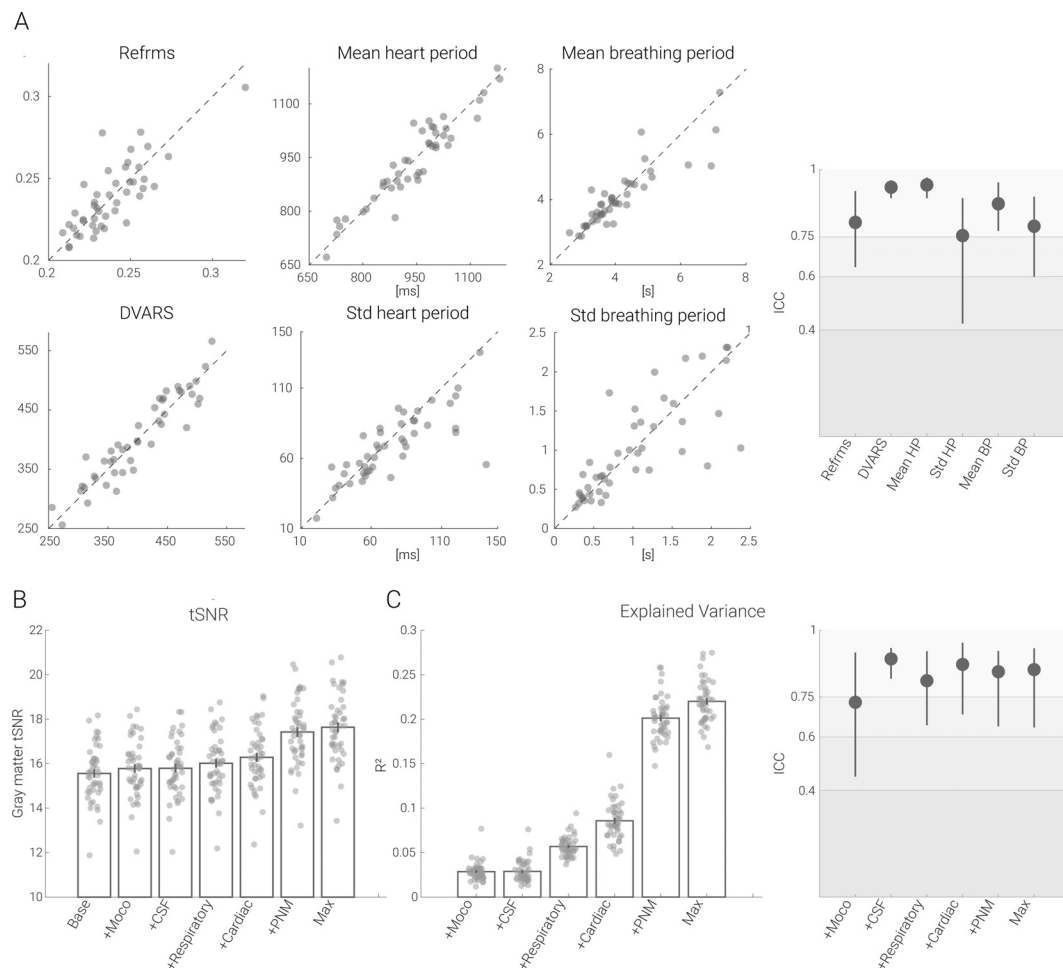 A
Refrms
0.3
0.25
0.2
0.2
0.25
0.3
Mean heart period
1100
950
800
650
650
800
950
1100
[ms]
Mean breathing period
8
6
4
2
2
4
6
8
[s]
DVARS
550
450
350
250
250
350
450
550
Std heart period
150
110
60
10
10
60
110
150
[ms]
Std breathing period
1
2.5
2.0
1.5
1.0
0.5
0
0
0.5
1
1.5
2
2.5
[s]
1
0.75
0.6
0.4
ICC
Refrms
DVARS
Mean HP
Std HP
Mean BP
Std BP
B
tSNR
22
20
18
16
14
12
10
Gray matter tSNR
Base
+Moco
+CSF
+Respiratory
+Cardiac
+PNM
Max
C
Explained Variance
0.3
0.25
0.2
0.15
0.1
0.05
0
R²
+Moco
+CSF
+Respiratory
+Cardiac
+PNM
Max
1
0.75
0.6
0.4
ICC
+Moco
+CSF
+Respiratory
+Cardiac
+PNM
Max